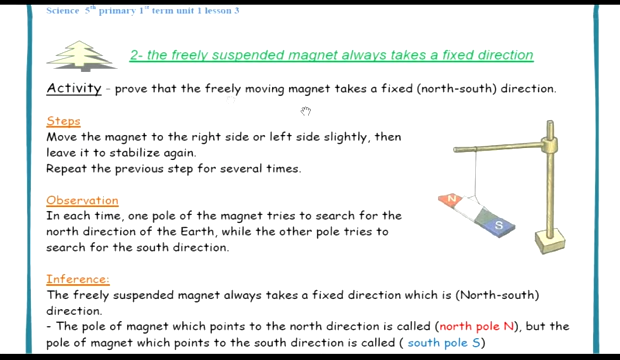 Science 5th primary 1st term unit 1 lesson 3
2- the freely suspended magnet always takes a fixed direction
Activity - prove that the freely moving magnet takes a fixed (north-south) direction.
Steps
Move the magnet to the right side or left side slightly, then
leave it to stabilize again.
Repeat the previous step for several times.
N
S
Observation
In each time, one pole of the magnet tries to search for the
north direction of the Earth, while the other pole tries to
search for the south direction.
Inference:
The freely suspended magnet always takes a fixed direction which is (North-south)
direction.
- The pole of magnet which points to the north direction is called (north pole N), but the
pole of magnet which points to the south direction is called ( south pole S)